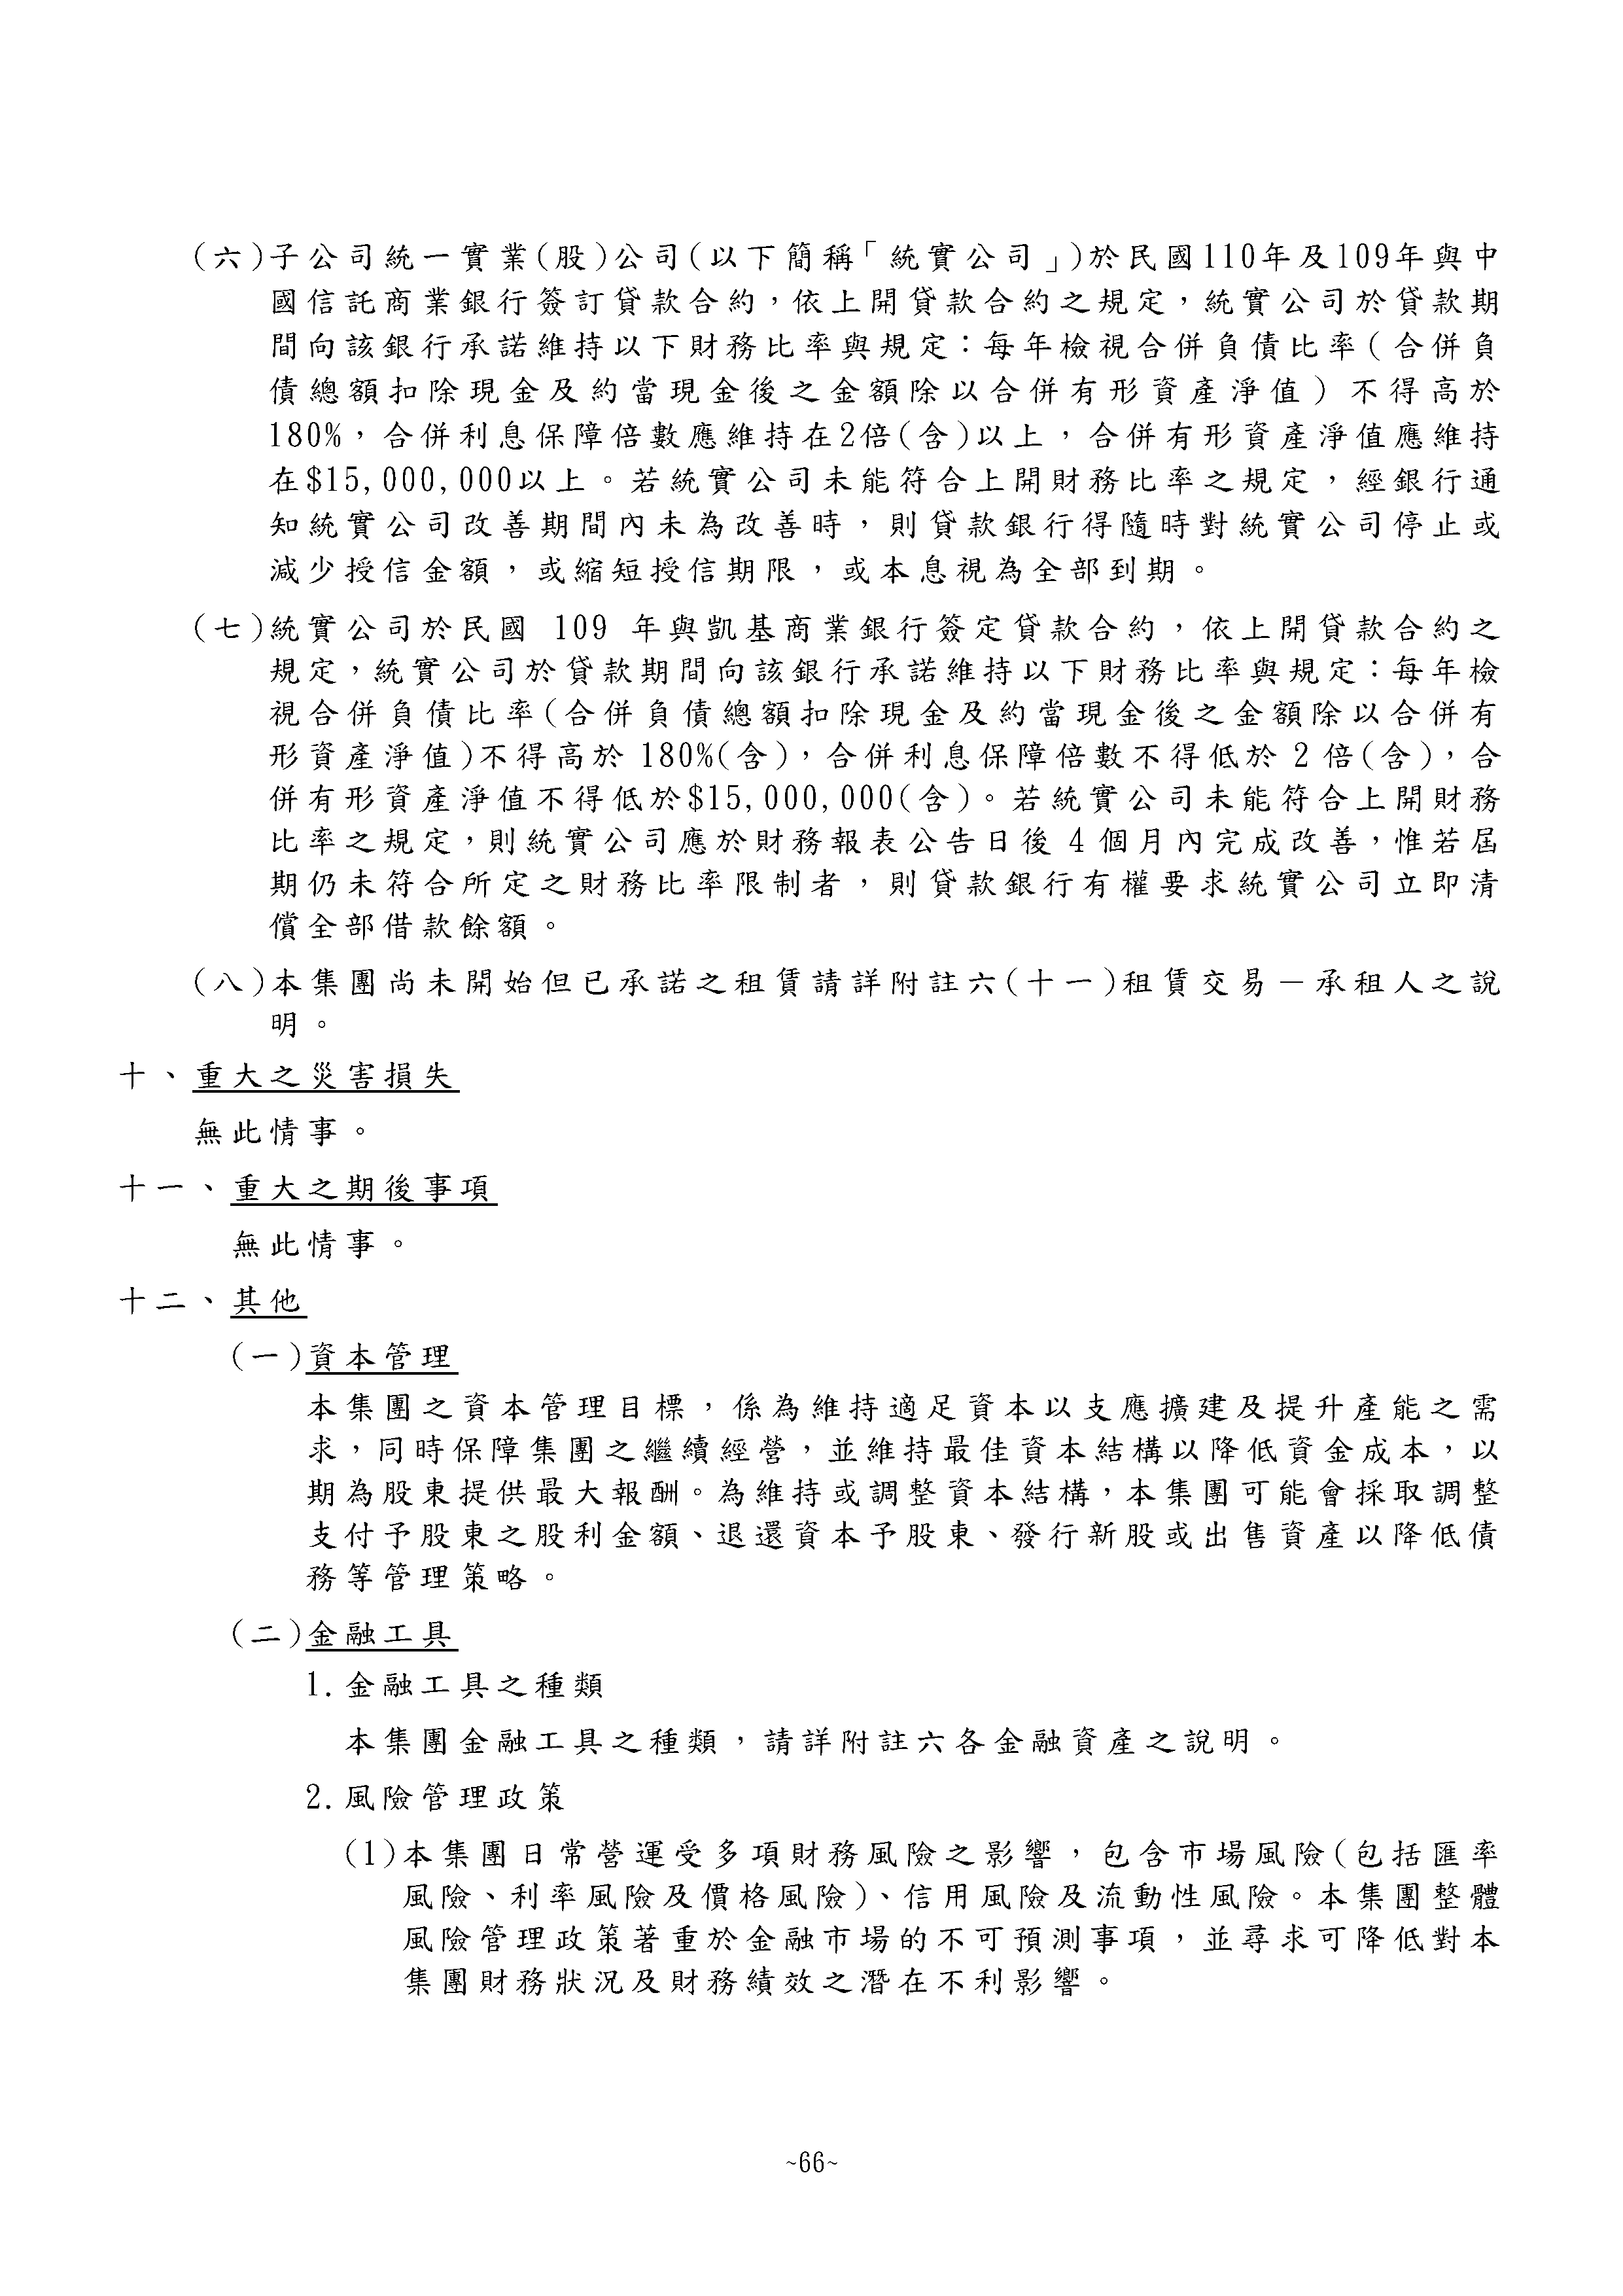 (六)子公司統一實業(股)公司(以下簡稱「統實公司」)於民國110年及109年與中
國信託商業銀行簽訂貸款合約，依上開貸款合約之規定，統實公司於貸款期
間向該銀行承諾維持以下財務比率與規定：每年檢視合併負債比率(合併負
債總額扣除現金及約當現金後之金額除以合併有形資產淨值) 不得高於
180%，合併利息保障倍數應維持在2倍(含)以上，合併有形資產淨值應維持
在$15,000,000以上。若統實公司未能符合上開財務比率之規定，經銀行通
知統實公司改善期間內未為改善時，則貸款銀行得隨時對統實公司停止或
減少授信金額，或縮短授信期限，或本息視為全部到期。
(七)統實公司於民國 109 年與凱基商業銀行簽定貸款合約，依上開貸款合約之
規定，統實公司於貸款期間向該銀行承諾維持以下財務比率與規定：每年檢
視合併負債比率(合併負債總額扣除現金及約當現金後之金額除以合併有
形資產淨值)不得高於 180%(含)，合併利息保障倍數不得低於 2 倍(含)，合
併有形資產淨值不得低於$15,000,000(含)。若統實公司未能符合上開財務
比率之規定，則統實公司應於財務報表公告日後 4 個月內完成改善，惟若屆
期仍未符合所定之財務比率限制者，則貸款銀行有權要求統實公司立即清
償全部借款餘額。
(八)本集團尚未開始但已承諾之租賃請詳附註六(十一)租賃交易－承租人之說
明。
十、重大之災害損失
無此情事。
十一、重大之期後事項
無此情事。
十二、其他
(一)資本管理
本集團之資本管理目標，係為維持適足資本以支應擴建及提升產能之需
求，同時保障集團之繼續經營，並維持最佳資本結構以降低資金成本，以
期為股東提供最大報酬。為維持或調整資本結構，本集團可能會採取調整
支付予股東之股利金額、退還資本予股東、發行新股或出售資產以降低債
務等管理策略。
(二)金融工具
1.金融工具之種類
本集團金融工具之種類，請詳附註六各金融資產之說明。
2.風險管理政策
(1)本集團日常營運受多項財務風險之影響，包含市場風險(包括匯率
風險、利率風險及價格風險)、信用風險及流動性風險。本集團整體
風險管理政策著重於金融市場的不可預測事項，並尋求可降低對本
集團財務狀況及財務績效之潛在不利影響。
~66~